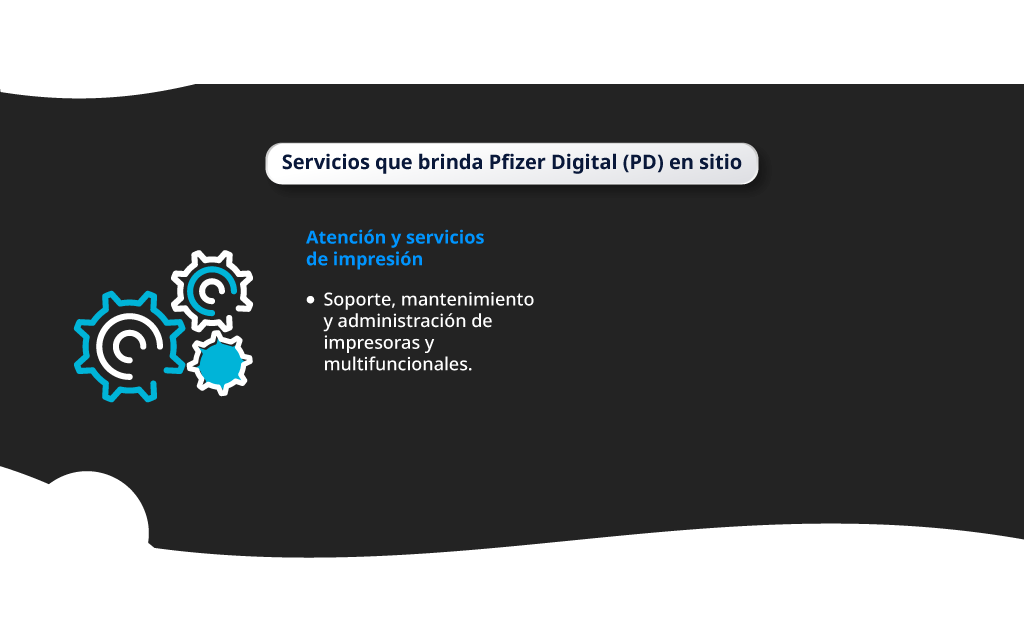 Servicios que brinda Pfizer Digital (PD) en sitio
Atención y servicios
de impresión
• Soporte, mantenimiento
y administración de
impresoras y
multifuncionales.